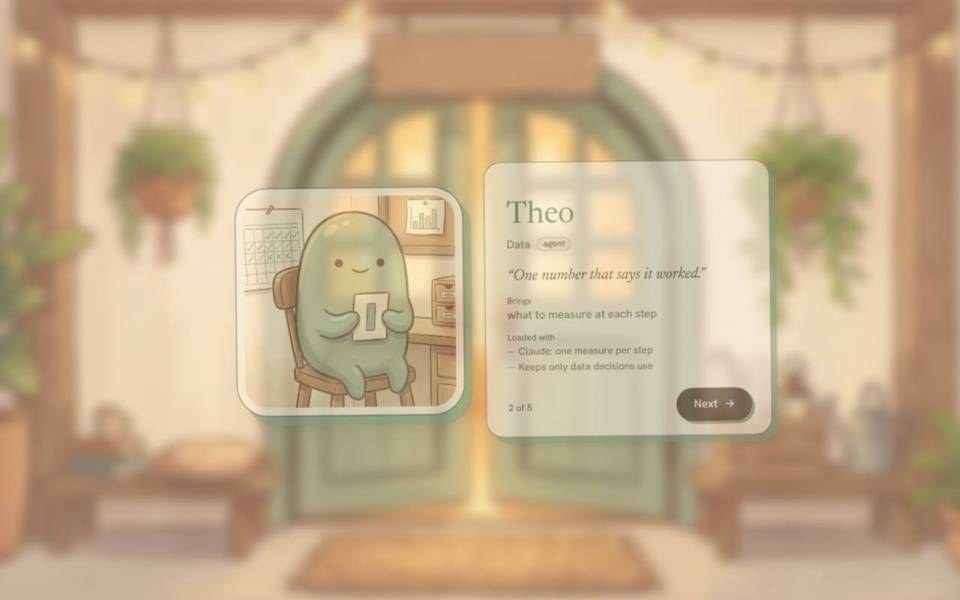 Theo
Data agent
“One number that says it worked.”
Brings
what to measure at each step
Loaded with
– Claude: one measure per step
– Keeps only data decisions use
2 of 5
Next →